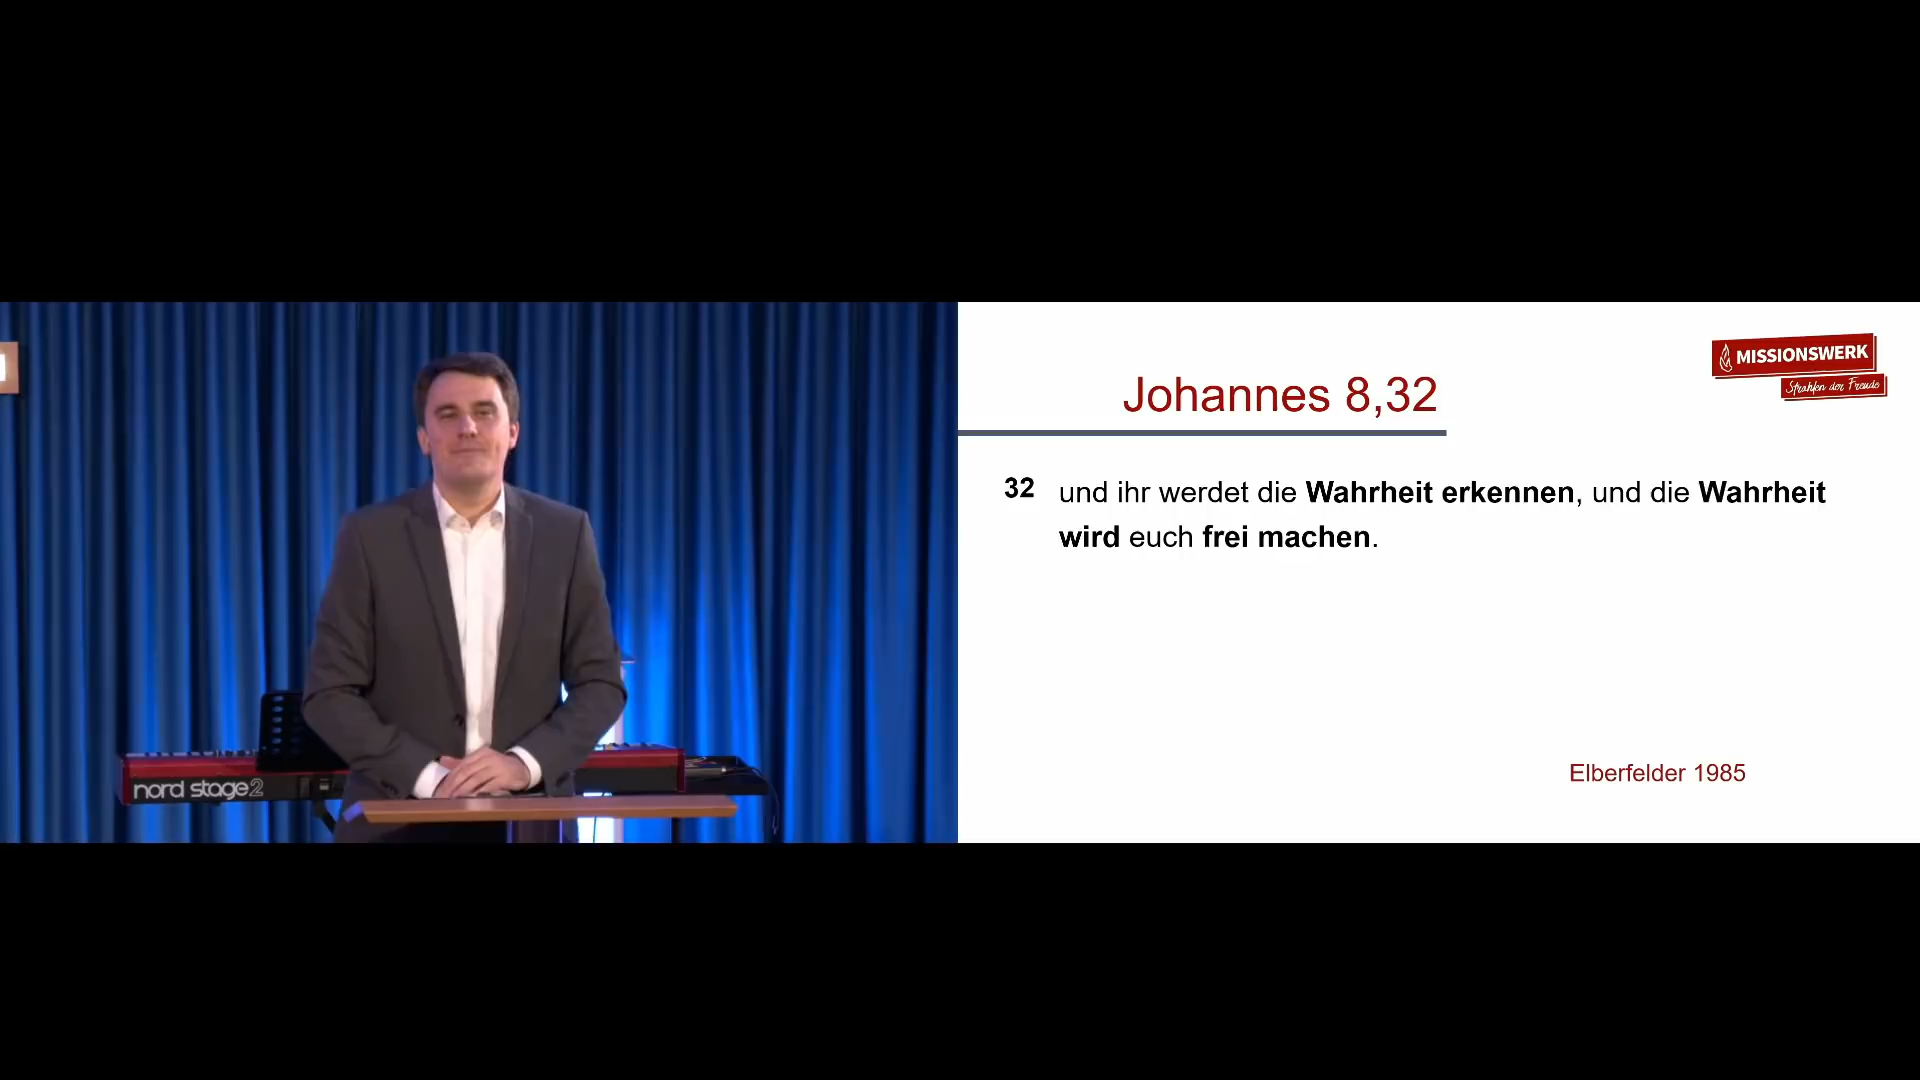 MISSIONSWERK
Strahlen der Freude
Johannes 8,32
32 und ihr werdet die Wahrheit erkennen, und die Wahrheit
wird euch frei machen.
Elberfelder 1985
nord stage2